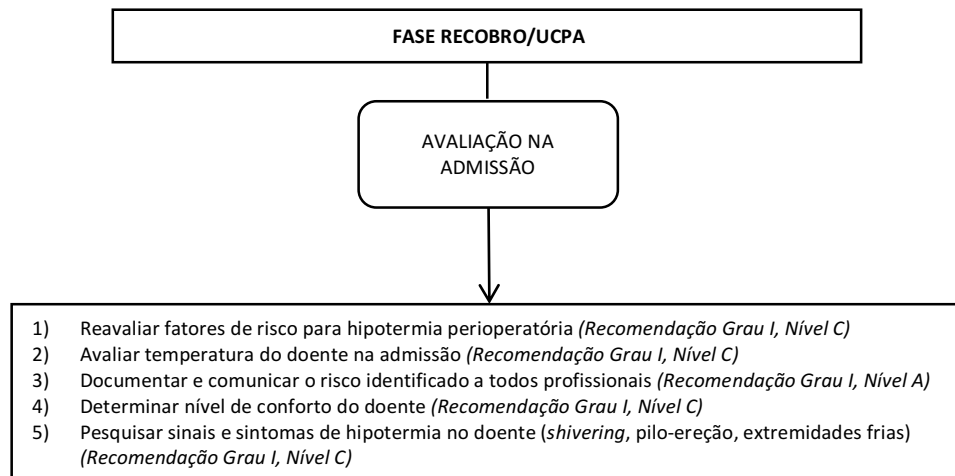 FASE RECOBRO/UCPA
AVALIAÇÃO NA
ADMISSÃO
1) Reavaliar fatores de risco para hipotermia perioperatória (Recomendação Grau I, Nível C)
2) Avaliar temperatura do doente na admissão (Recomendação Grau I, Nível C)
3) Documentar e comunicar o risco identificado a todos profissionais (Recomendação Grau I, Nível A)
4) Determinar nível de conforto do doente (Recomendação Grau I, Nível C)
5) Pesquisar sinais e sintomas de hipotermia no doente (shivering, pilo-ereção, extremidades frias)
(Recomendação Grau I, Nível C)